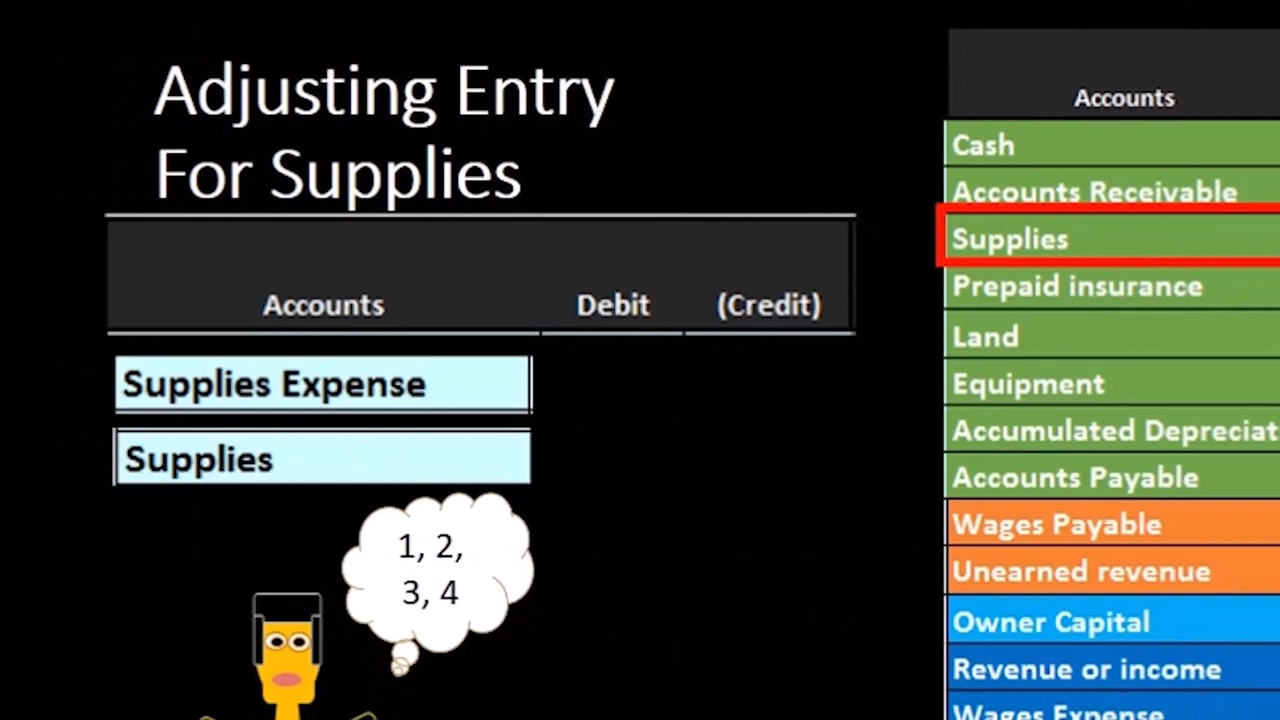 Adjusting Entry
For Supplies
Accounts Debit (Credit)
Supplies Expense
Supplies
1, 2,
3, 4
Accounts
Cash
Accounts Receivable
Supplies
Prepaid insurance
Land
Equipment
Accumulated Depreciat
Accounts Payable
Wages Payable
Unearned revenue
Owner Capital
Revenue or income
Wages Expense